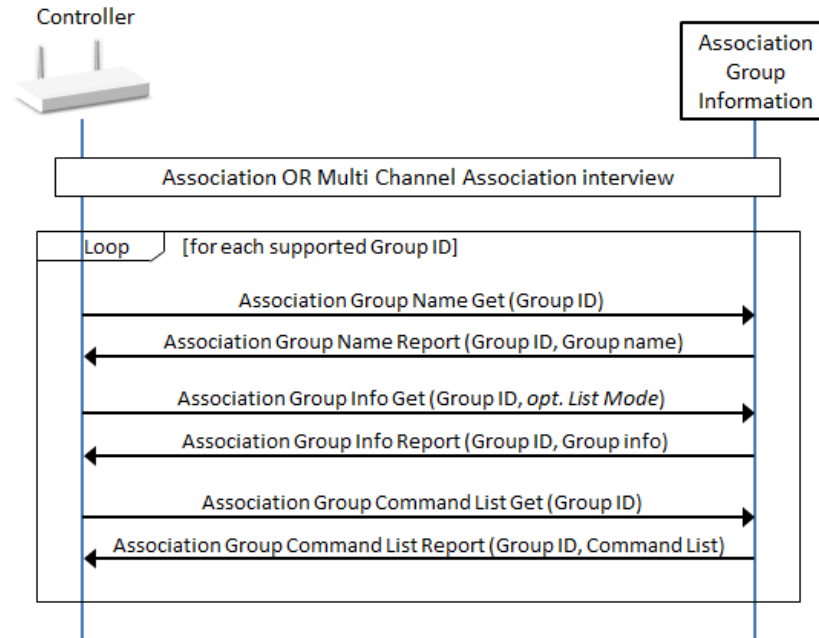 Controller
Association
Group
Information
Association OR Multi Channel Association interview
Loop
[for each supported Group ID]
Association Group Name Get (Group ID)
Association Group Name Report (Group ID, Group name)
Association Group Info Get (Group ID, opt. List Mode)
Association Group Info Report (Group ID, Group info)
Association Group Command List Get (Group ID)
Association Group Command List Report (Group ID, Command List)